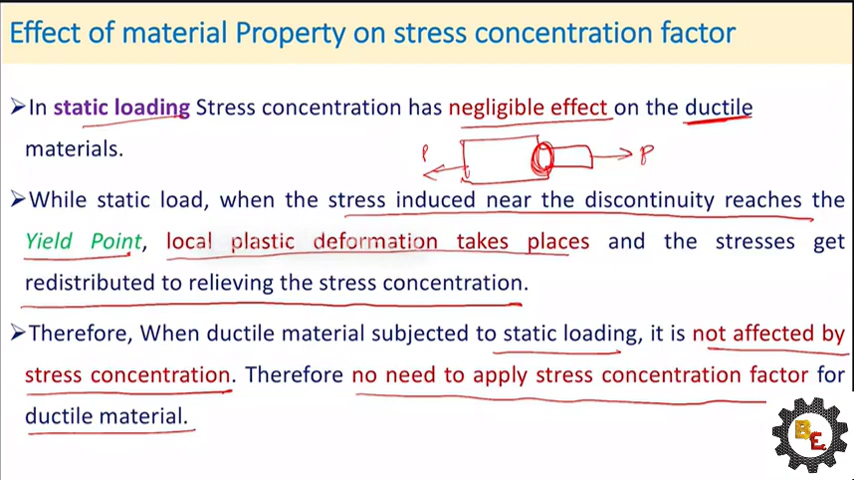 Effect of material Property on stress concentration factor
➢In static loading Stress concentration has negligible effect on the ductile
materials.
P
P
➢While static load, when the stress induced near the discontinuity reaches the
Yield Point, local plastic deformation takes places and the stresses get
redistributed to relieving the stress concentration.
➢Therefore, When ductile material subjected to static loading, it is not affected by
stress concentration. Therefore no need to apply stress concentration factor for
ductile material.
BE